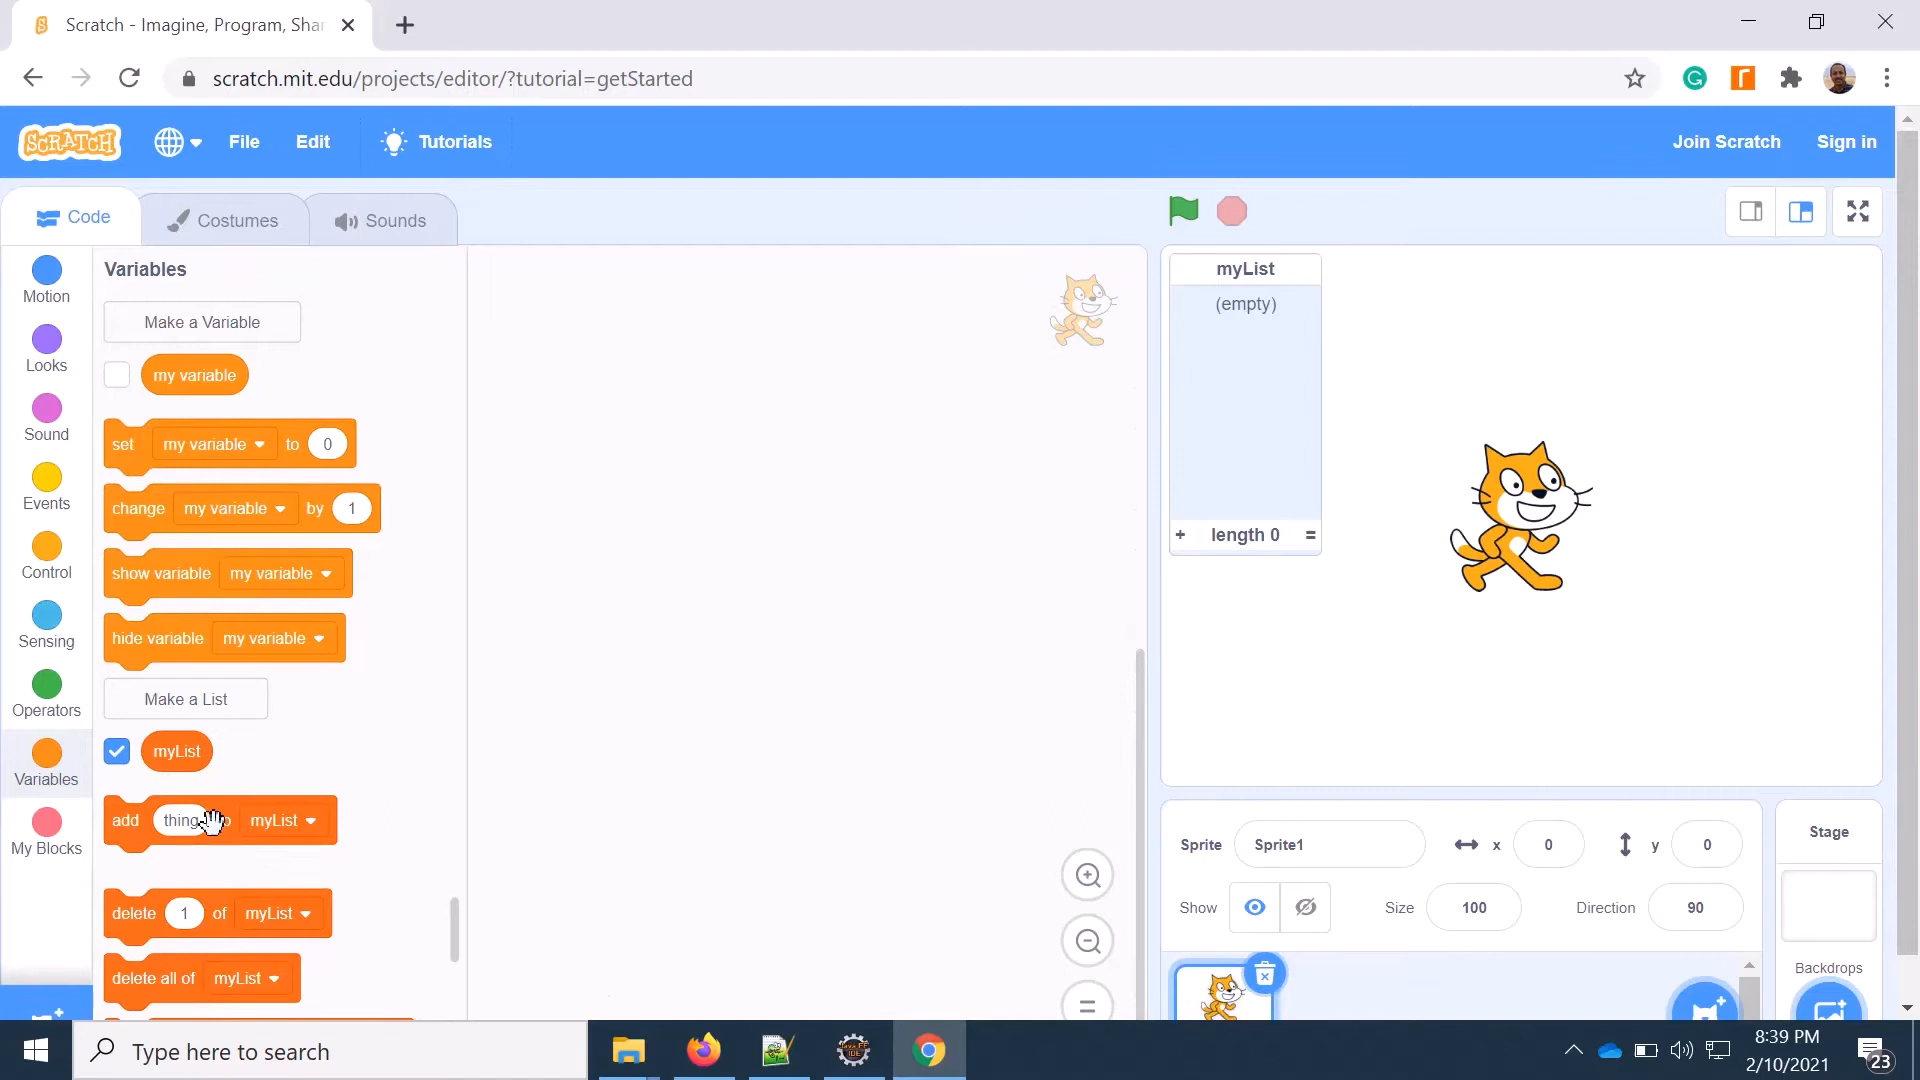 Scratch - Imagine, Program, Shar
scratch.mit.edu/projects/editor/?tutorial=getStarted
SCRATCH
File
Edit
Tutorials
Join Scratch
Sign in
Code
Costumes
Sounds
Motion
Looks
Sound
Events
Control
Sensing
Operators
Variables
My Blocks
Variables
Make a Variable
my variable
set my variable to 0
change my variable by 1
show variable my variable
hide variable my variable
Make a List
myList
add thing myList
delete 1 of myList
delete all of myList
myList
(empty)
+ length 0 =
Sprite Sprite1 x 0 y 0
Show Size 100 Direction 90
Stage
Backdrops
Type here to search
Java EE
IDE
8:39 PM
2/10/2021
23